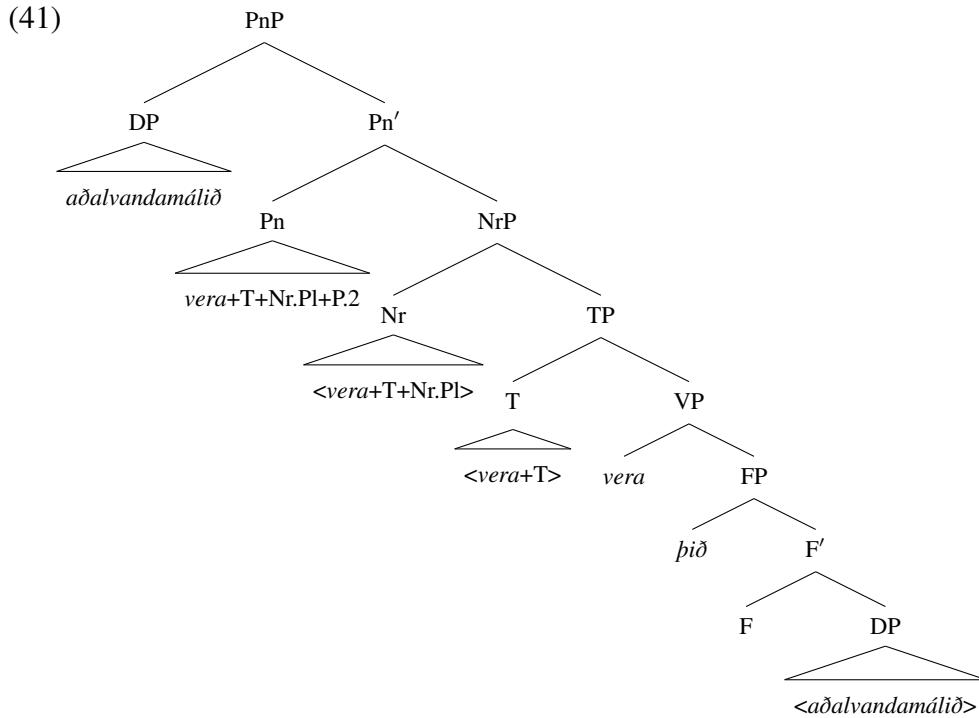 (41)
PnP
DP Pn′
aðalvandamálið
Pn NrP
vera+T+Nr.Pl+P.2
Nr TP
<vera+T+Nr.Pl>
T VP
<vera+T> vera FP
þið F′
F DP
<aðalvandamálið>